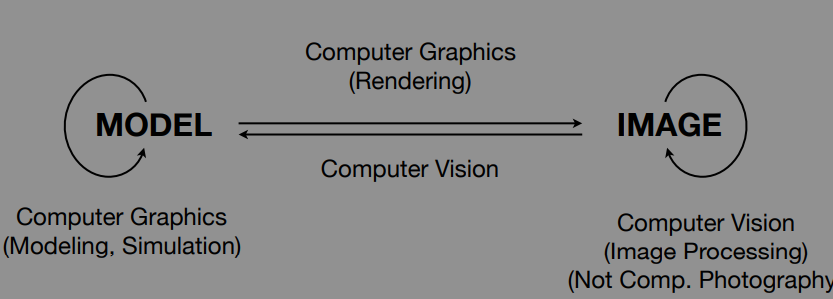 Computer Graphics
(Rendering)
MODEL
IMAGE
Computer Vision
Computer Graphics
(Modeling, Simulation)
Computer Vision
(Image Processing)
(Not Comp. Photography